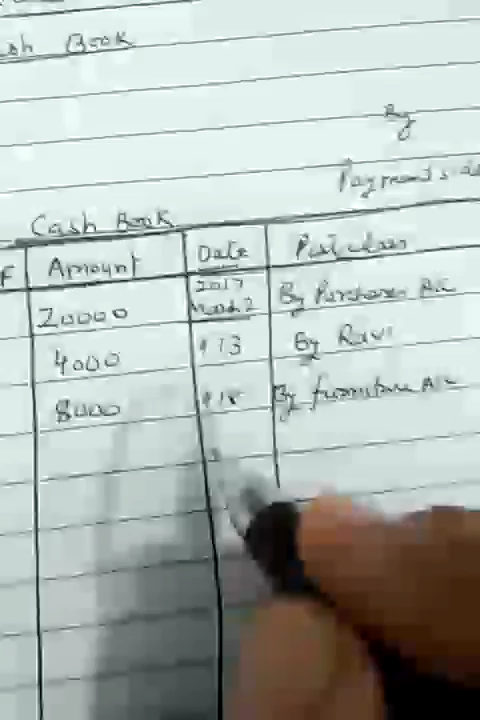 Cash Book
By
Payment side
Cash Book
F Amount Date Particulars
20000 2017 March 2 By Purchases A/c
4000 " 13 By Ravi
8000 " 18 By furniture A/c